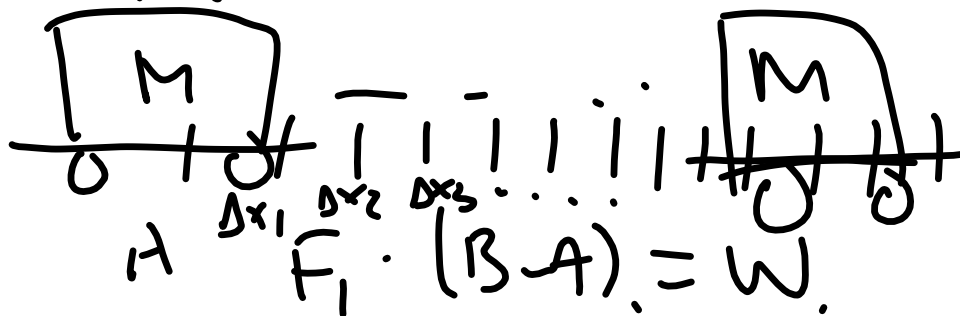 M M
Δx₁ Δx₂ Δx₃ . . . .
A F₁ · (B-A) = W.